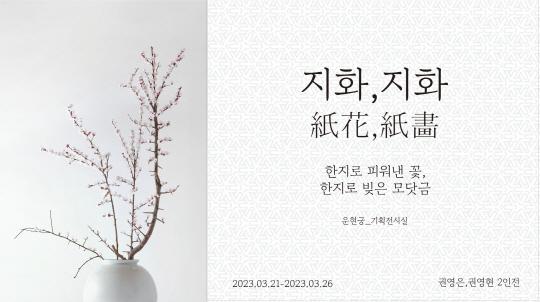 지화,지화
紙花,紙畵
한지로 피워낸 꽃,
한지로 빚은 모닷금
운현궁_기획전시실
2023.03.21-2023.03.26
권영은,권영현 2인전